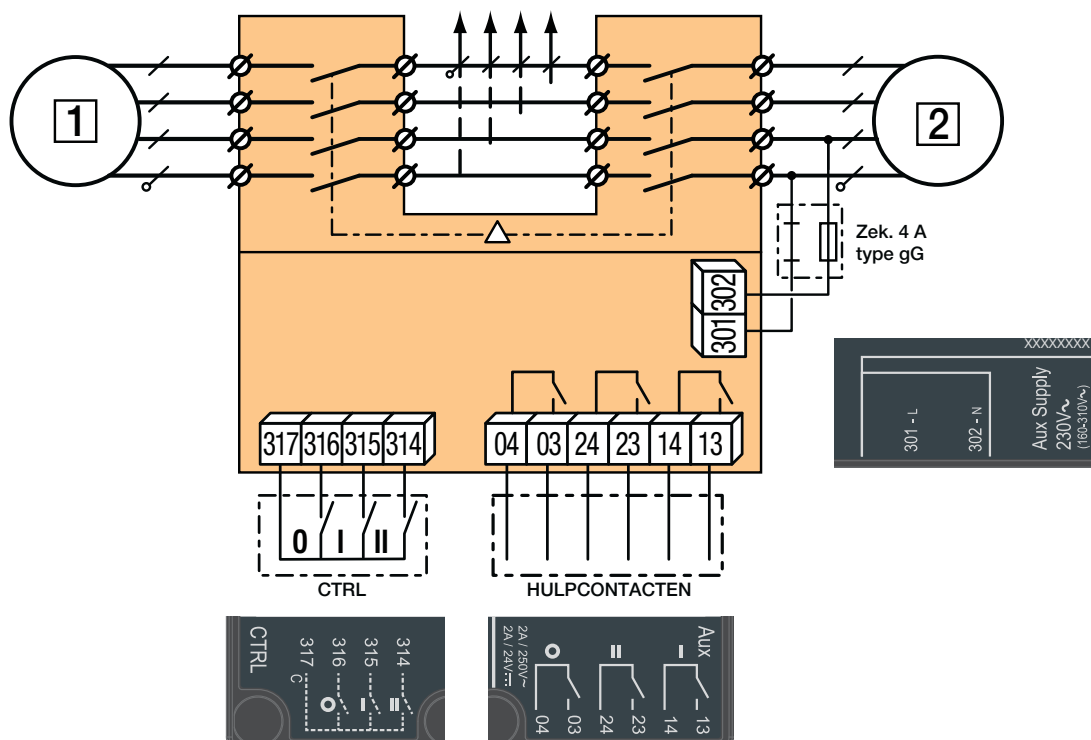 1
2
Zek. 4 A
type gG
302
301
XXXXXXXX
301 - L
302 - N
Aux Supply
230V~
(160-310V~)
317 316 315 314
04 03 24 23 14 13
0 I II
CTRL
HULPCONTACTEN
CTRL
317
316
315
314
C
O
I
II
2A / 250V~
2A / 24V⎓
Aux
O
II
I
04
03
24
23
14
13